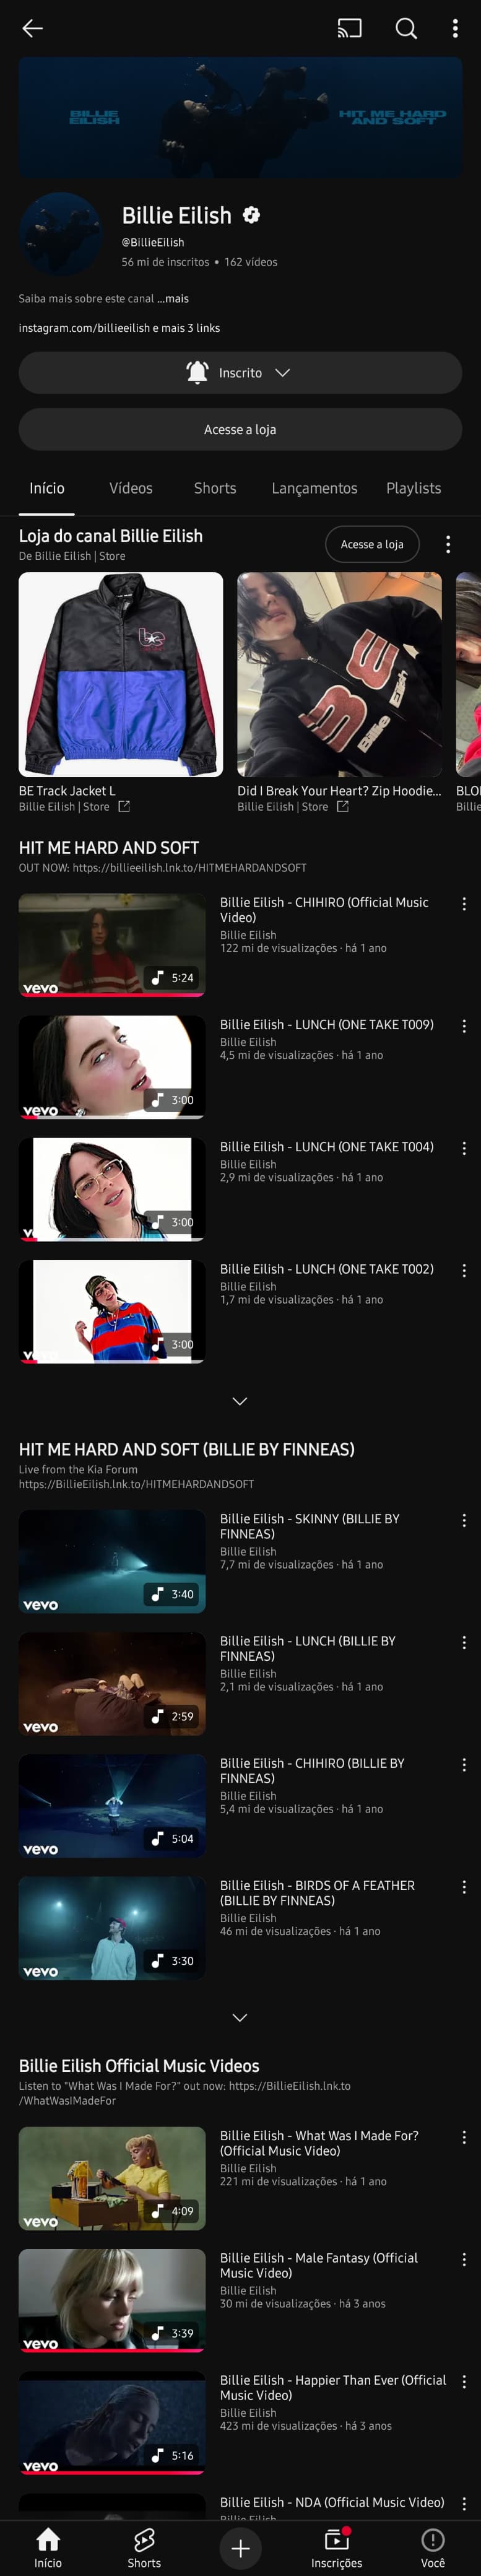 BILLIE
EILISH
HIT ME HARD
AND SOFT
Billie Eilish
@BillieEilish
56 mi de inscritos • 162 vídeos
Saiba mais sobre este canal ...mais
instagram.com/billieeilish e mais 3 links
Inscrito
Acesse a loja
Início Vídeos Shorts Lançamentos Playlists
Loja do canal Billie Eilish
De Billie Eilish | Store
Acesse a loja
be
Billie Eilish
BE Track Jacket L
Billie Eilish | Store
Did I Break Your Heart? Zip Hoodie...
Billie Eilish | Store
HIT ME HARD AND SOFT
OUT NOW: https://billieeilish.lnk.to/HITMEHARDANDSOFT
vevo
5:24
Billie Eilish - CHIHIRO (Official Music
Video)
Billie Eilish
122 mi de visualizações · há 1 ano
vevo
3:00
Billie Eilish - LUNCH (ONE TAKE T009)
Billie Eilish
4,5 mi de visualizações · há 1 ano
3:00
Billie Eilish - LUNCH (ONE TAKE T004)
Billie Eilish
2,9 mi de visualizações · há 1 ano
vevo
3:00
Billie Eilish - LUNCH (ONE TAKE T002)
Billie Eilish
1,7 mi de visualizações · há 1 ano
HIT ME HARD AND SOFT (BILLIE BY FINNEAS)
Live from the Kia Forum
https://BillieEilish.lnk.to/HITMEHARDANDSOFT
vevo
3:40
Billie Eilish - SKINNY (BILLIE BY
FINNEAS)
Billie Eilish
7,7 mi de visualizações · há 1 ano
vevo
2:59
Billie Eilish - LUNCH (BILLIE BY
FINNEAS)
Billie Eilish
2,1 mi de visualizações · há 1 ano
vevo
5:04
Billie Eilish - CHIHIRO (BILLIE BY
FINNEAS)
Billie Eilish
5,4 mi de visualizações · há 1 ano
vevo
3:30
Billie Eilish - BIRDS OF A FEATHER
(BILLIE BY FINNEAS)
Billie Eilish
46 mi de visualizações · há 1 ano
Billie Eilish Official Music Videos
Listen to "What Was I Made For?" out now: https://BillieEilish.lnk.to
/WhatWasIMadeFor
vevo
4:09
Billie Eilish - What Was I Made For?
(Official Music Video)
Billie Eilish
221 mi de visualizações · há 1 ano
vevo
3:39
Billie Eilish - Male Fantasy (Official
Music Video)
Billie Eilish
30 mi de visualizações · há 3 anos
vevo
5:16
Billie Eilish - Happier Than Ever (Official
Music Video)
Billie Eilish
423 mi de visualizações · há 3 anos
Billie Eilish - NDA (Official Music Video)
Billie Eilish
Início Shorts Inscrições Você